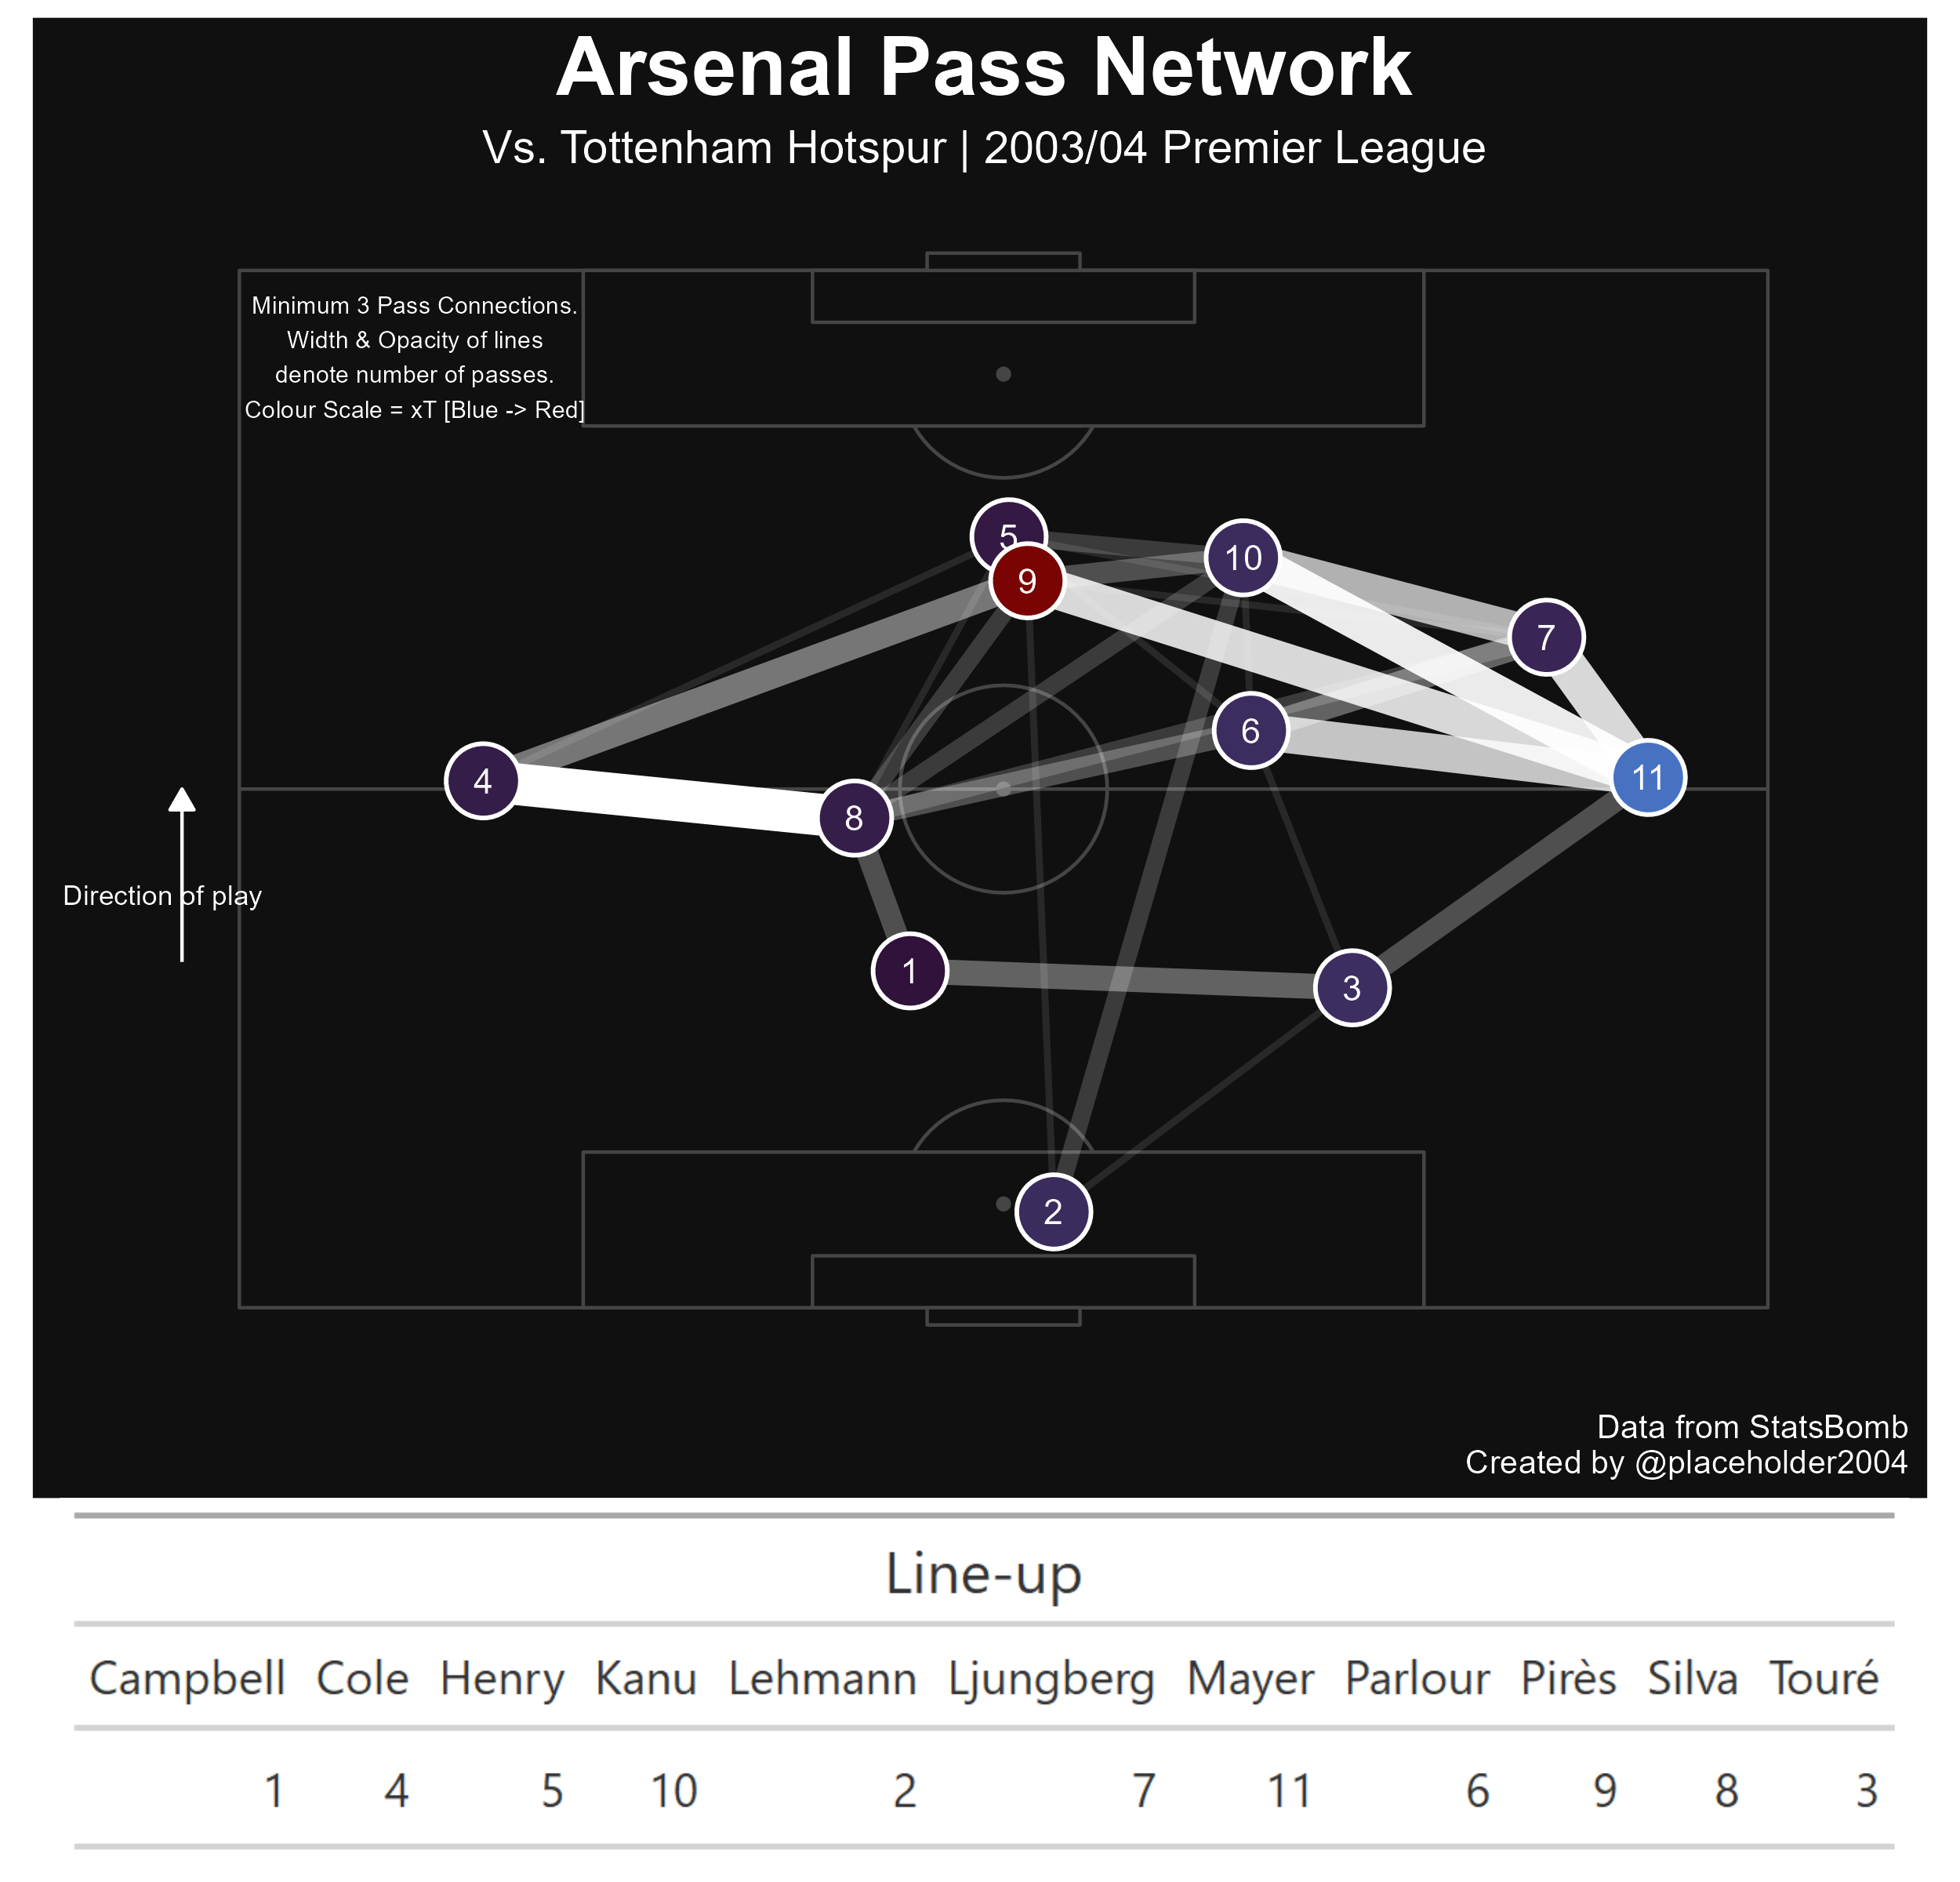 Arsenal Pass Network
Vs. Tottenham Hotspur | 2003/04 Premier League
Minimum 3 Pass Connections.
Width & Opacity of lines
denote number of passes.
Colour Scale = xT [Blue -> Red]
5
10
9
7
6
4
11
8
Direction of play
1
3
2
Data from StatsBomb
Created by @placeholder2004
Line-up
Campbell Cole Henry Kanu Lehmann Ljungberg Mayer Parlour Pirès Silva Touré
1 4 5 10 2 7 11 6 9 8 3